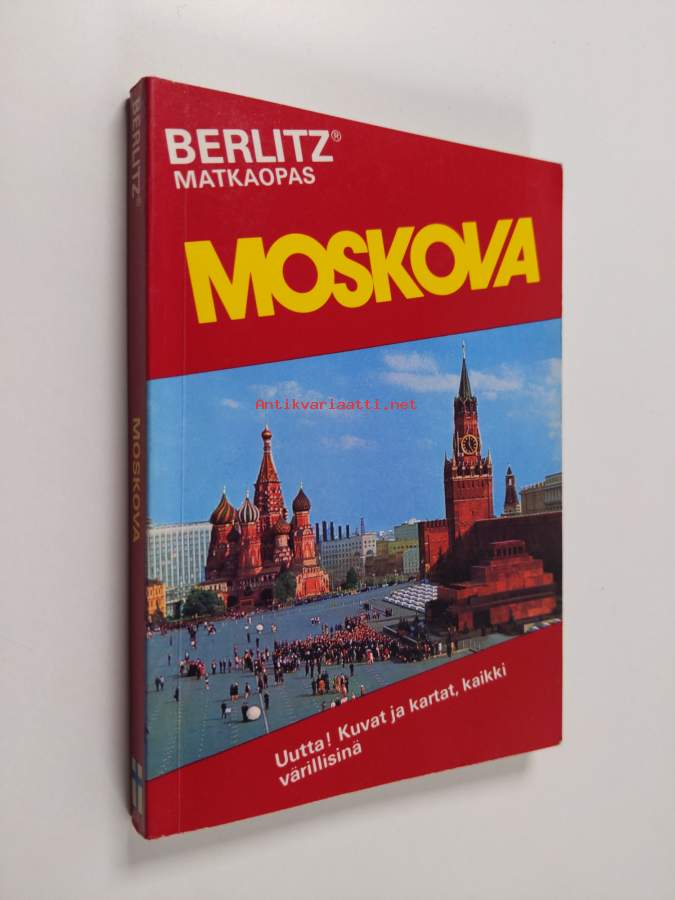 BERLITZ®
MATKAOPAS
MOSKOVA
Antikvariaatti.net
Uutta! Kuvat ja kartat, kaikki
värillisinä
BERLITZ®
MOSKOVA